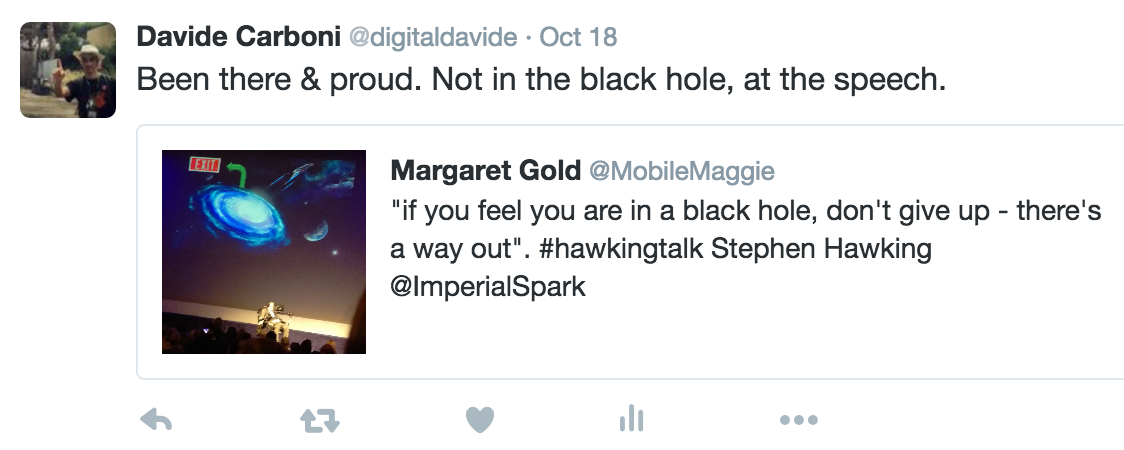 Davide Carboni @digitaldavide · Oct 18
Been there & proud. Not in the black hole, at the speech.
EXIT
Margaret Gold @MobileMaggie
"if you feel you are in a black hole, don't give up - there's
a way out". #hawkingtalk Stephen Hawking
@ImperialSpark